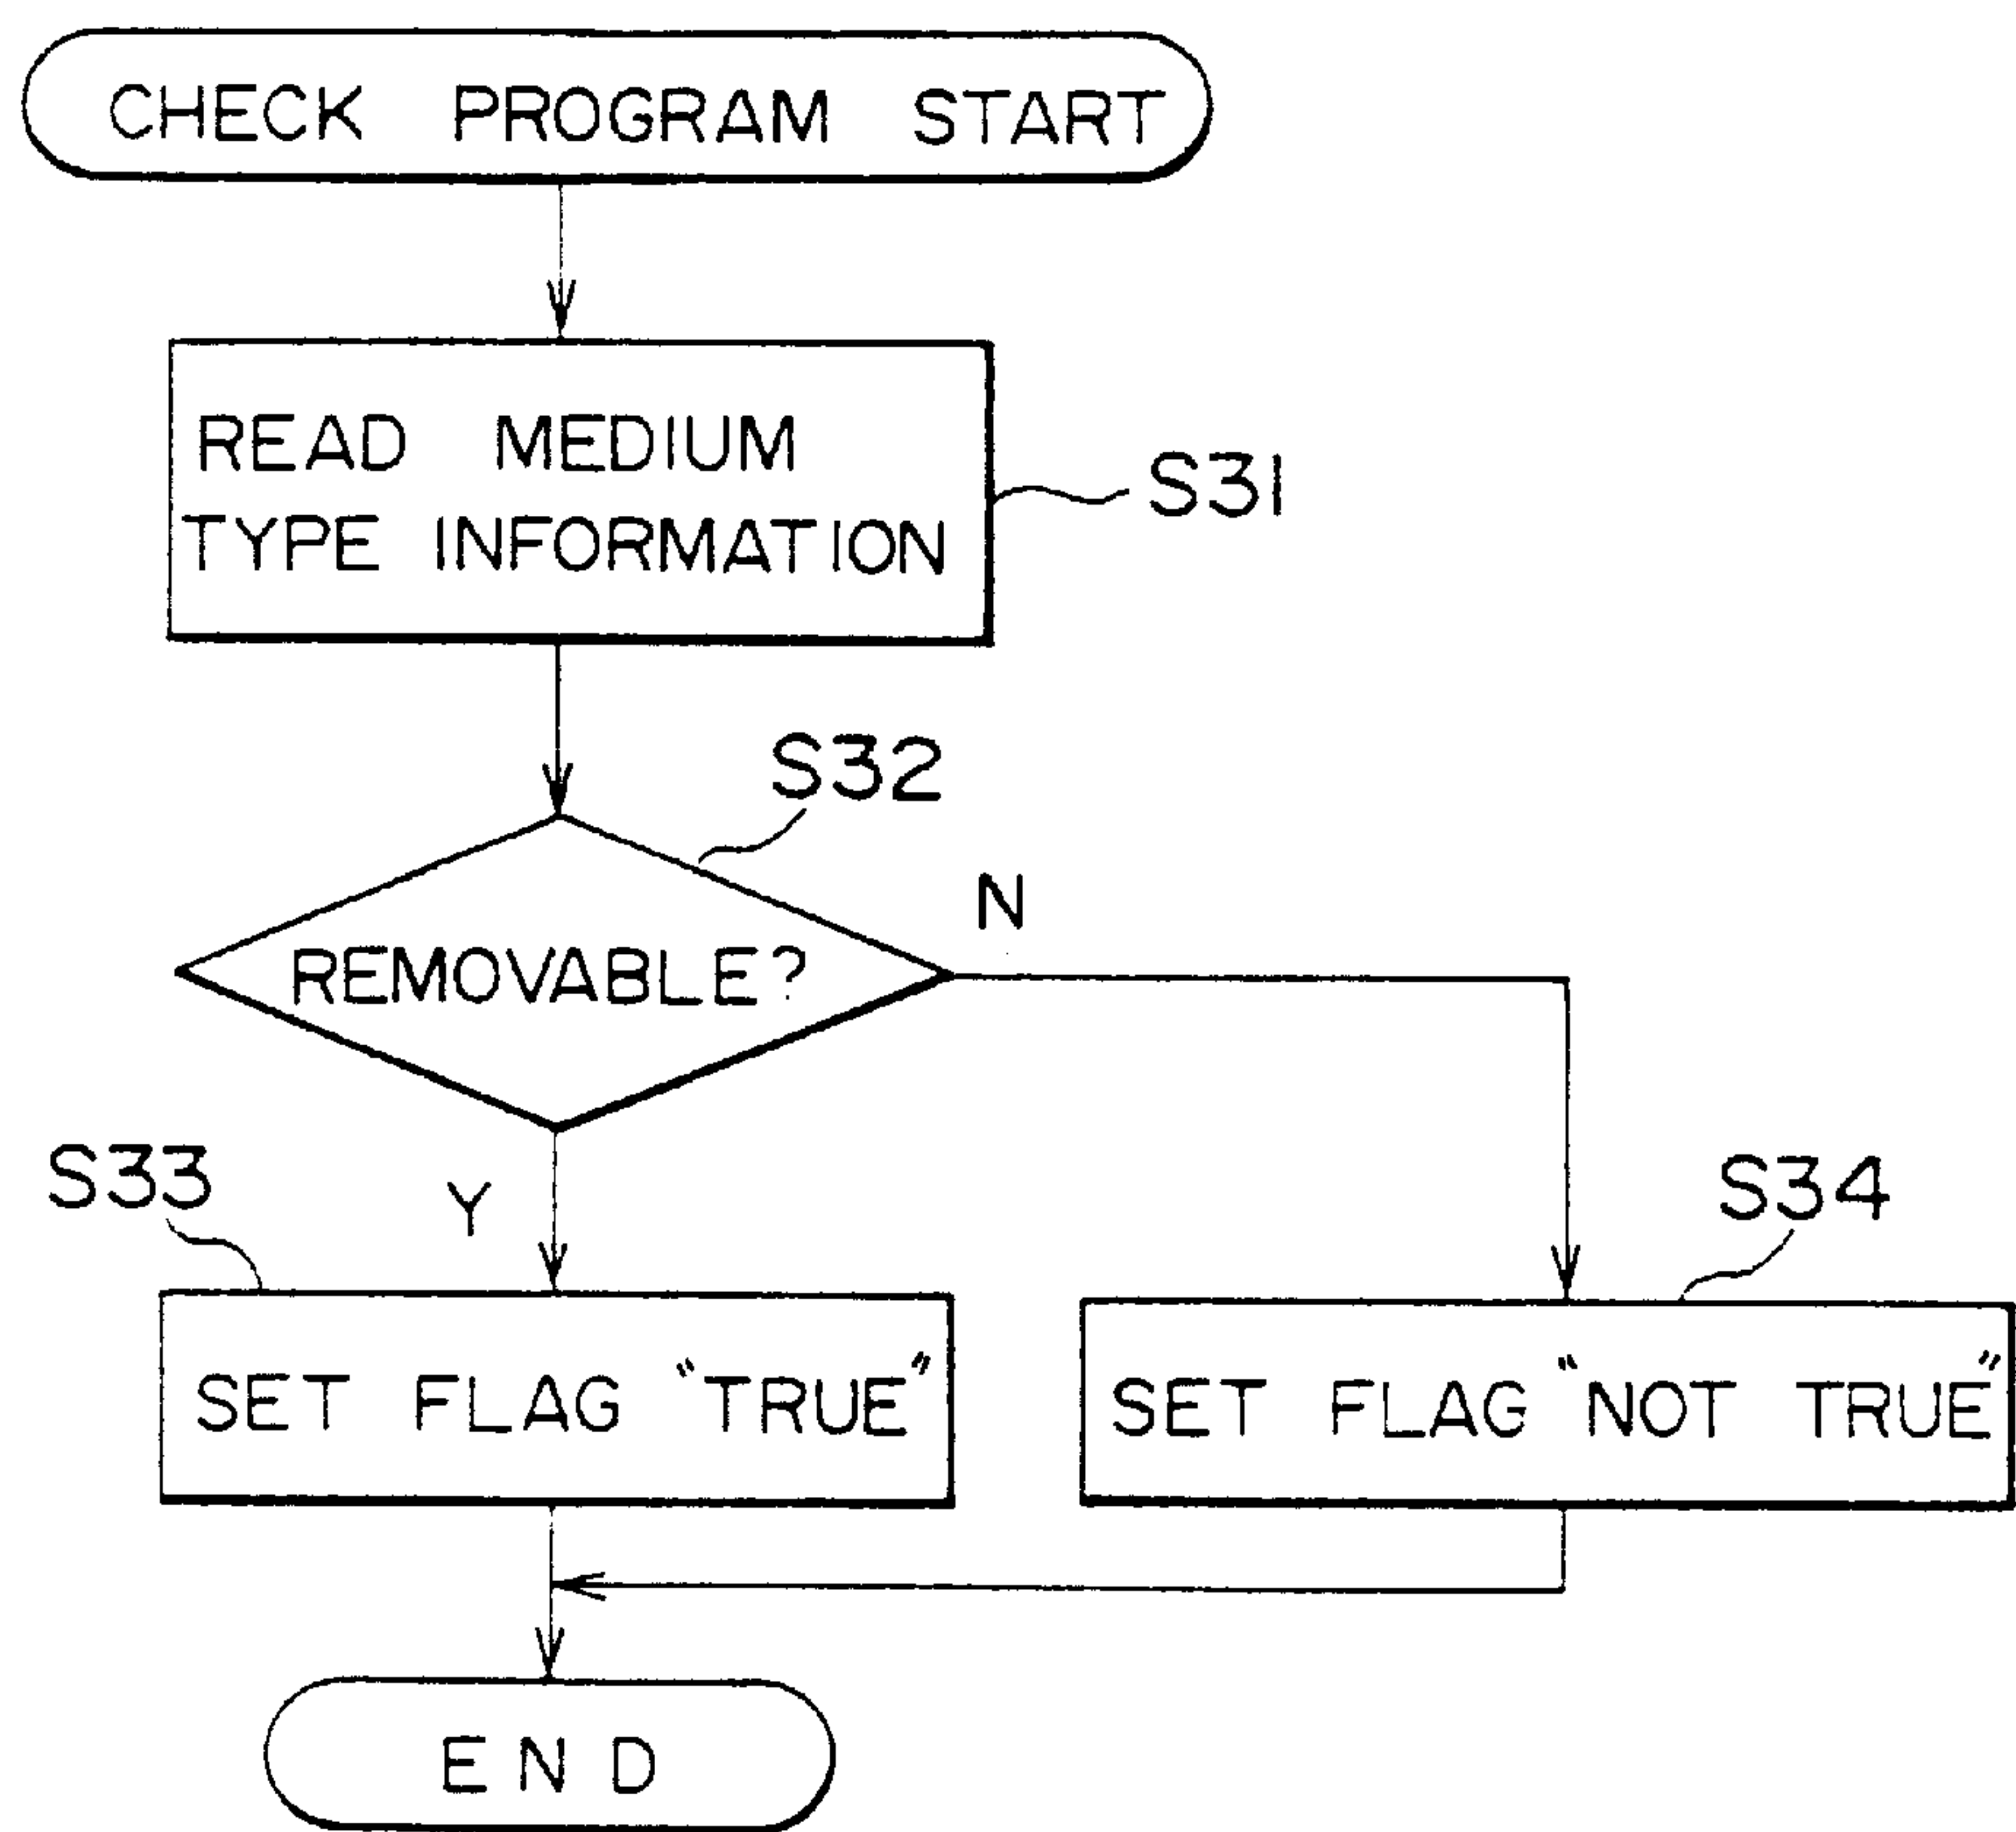 CHECK PROGRAM START
READ MEDIUM
TYPE INFORMATION
S31
S32
REMOVABLE?
N
S33
Y
S34
SET FLAG "TRUE"
SET FLAG "NOT TRUE"
END